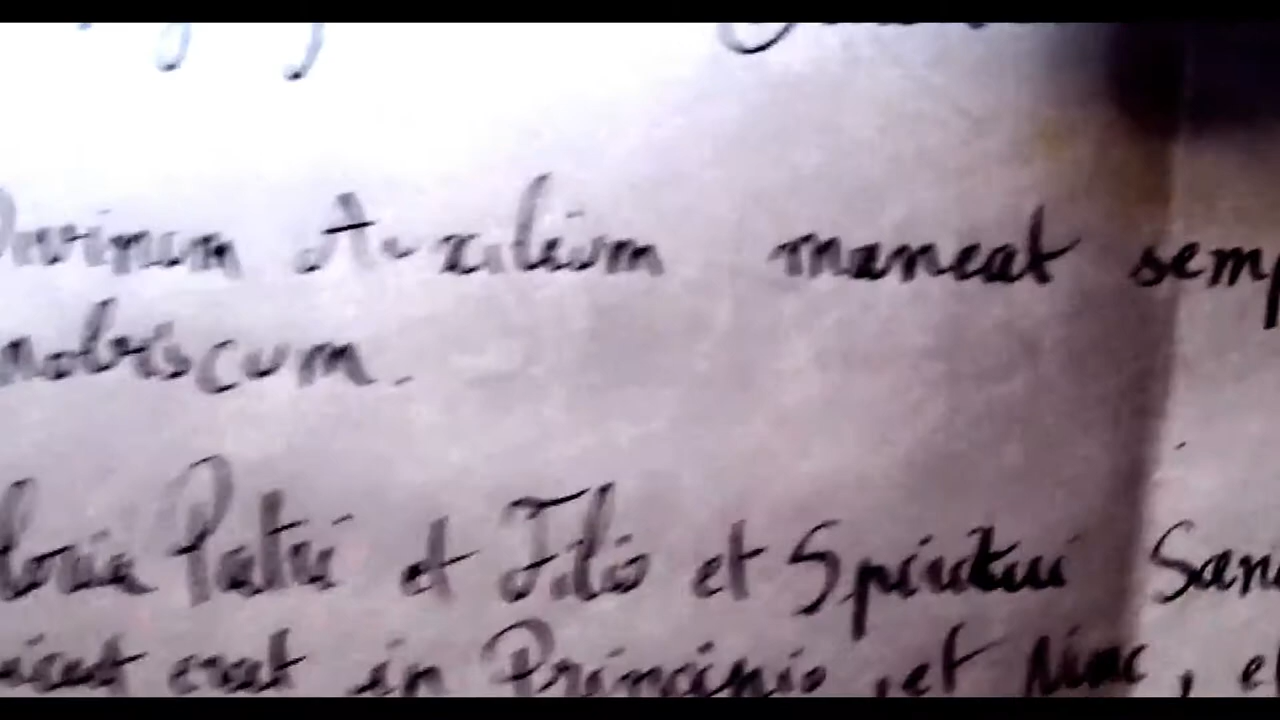 Divinum Auxilium maneat semp
nobiscum.
loria Patri et Filio et Spiritui San
icut erat in Principio, et Nunc, e